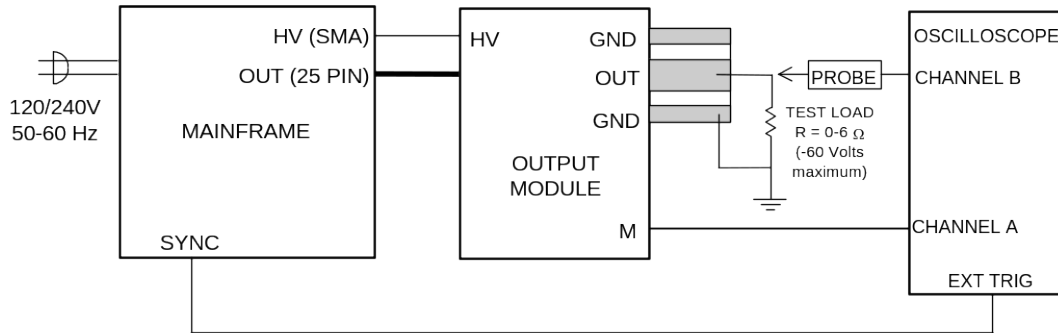 HV (SMA)
OUT (25 PIN)
120/240V
50-60 Hz
MAINFRAME
SYNC
HV
GND
OUT
GND
OUTPUT
MODULE
M
TEST LOAD
R = 0-6 Ω
(-60 Volts
maximum)
PROBE
OSCILLOSCOPE
CHANNEL B
CHANNEL A
EXT TRIG